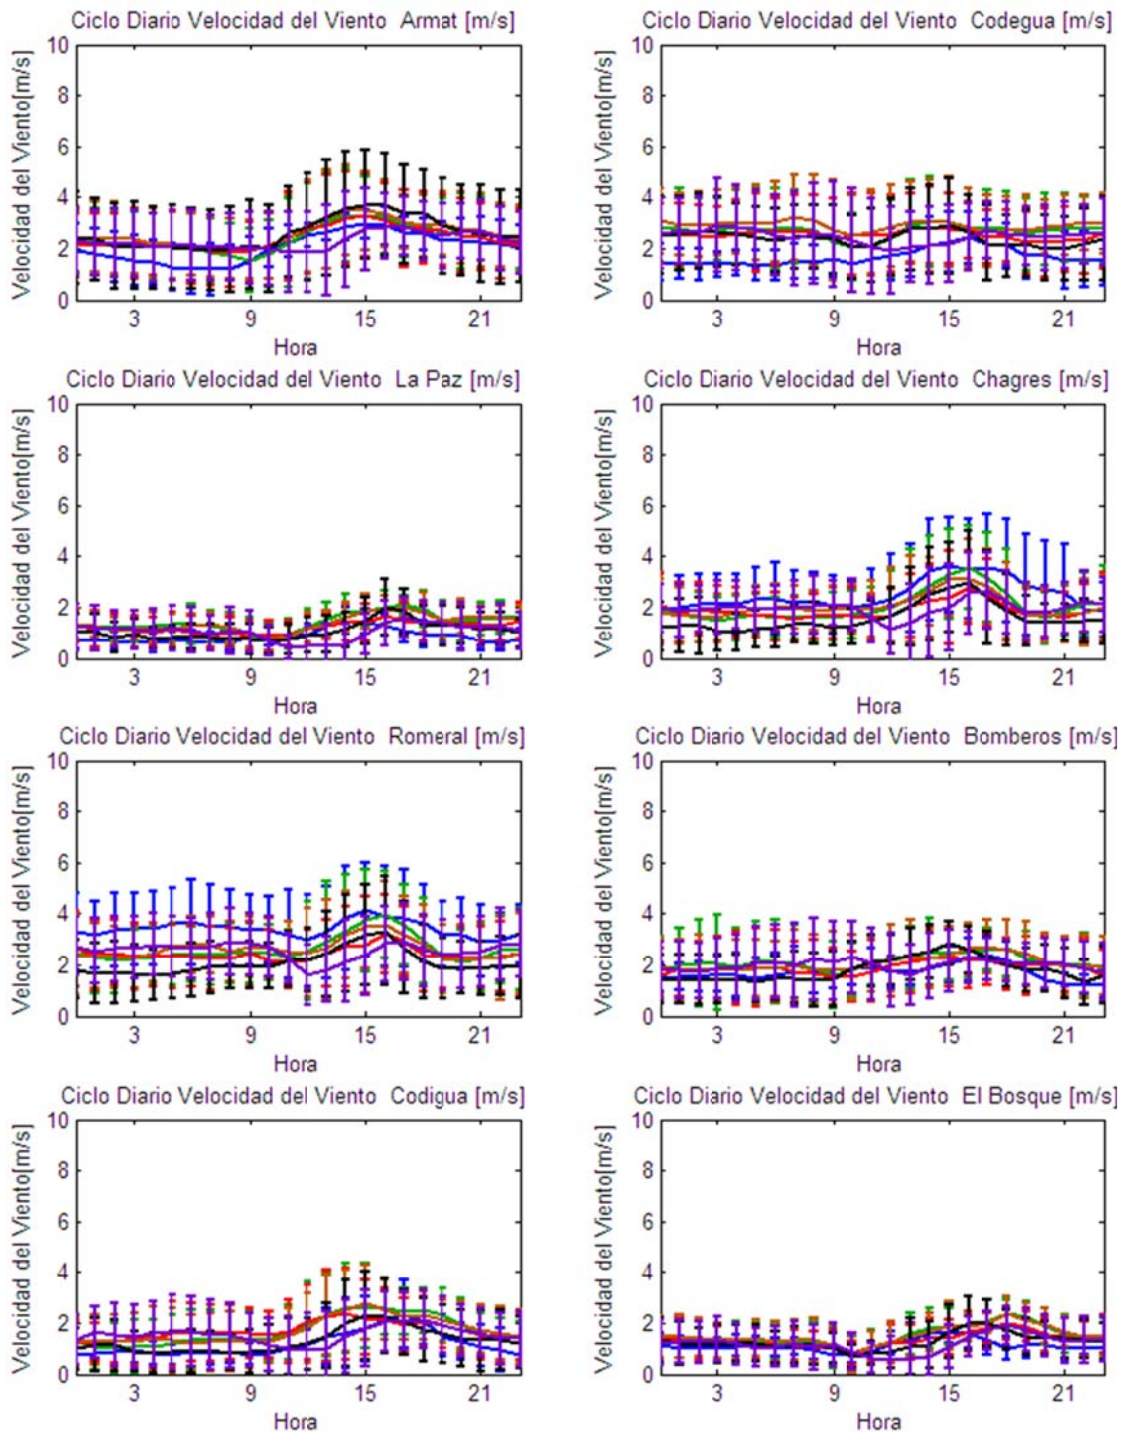 Ciclo Diario Velocidad del Viento Armat [m/s]
Velocidad del Viento[m/s]
10
8
6
4
2
0
3 9 15 21
Hora
Ciclo Diario Velocidad del Viento Codegua [m/s]
Velocidad del Viento[m/s]
10
8
6
4
2
0
3 9 15 21
Hora
Ciclo Diario Velocidad del Viento La Paz [m/s]
Velocidad del Viento[m/s]
10
8
6
4
2
0
3 9 15 21
Hora
Ciclo Diario Velocidad del Viento Chagres [m/s]
Velocidad del Viento[m/s]
10
8
6
4
2
0
3 9 15 21
Hora
Ciclo Diario Velocidad del Viento Romeral [m/s]
Velocidad del Viento[m/s]
10
8
6
4
2
0
3 9 15 21
Hora
Ciclo Diario Velocidad del Viento Bomberos [m/s]
Velocidad del Viento[m/s]
10
8
6
4
2
0
3 9 15 21
Hora
Ciclo Diario Velocidad del Viento Codigua [m/s]
Velocidad del Viento[m/s]
10
8
6
4
2
0
3 9 15 21
Hora
Ciclo Diario Velocidad del Viento El Bosque [m/s]
Velocidad del Viento[m/s]
10
8
6
4
2
0
3 9 15 21
Hora